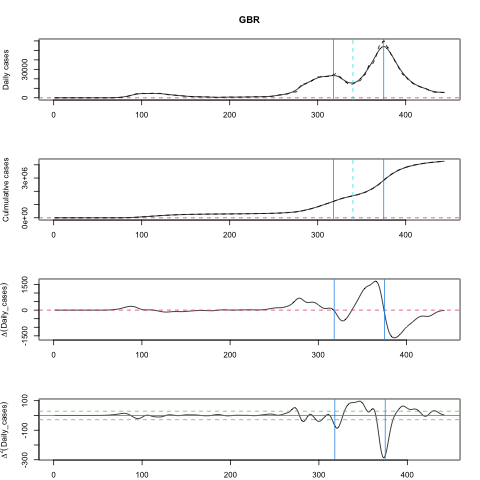 GBR
Daily cases
0 30000
0 100 200 300 400
Culmulative cases
0e+00 3e+06
0 100 200 300 400
Δ(Daily_cases)
-1500 0 1500
0 100 200 300 400
Δ²(Daily_cases)
-300 -100 100
0 100 200 300 400